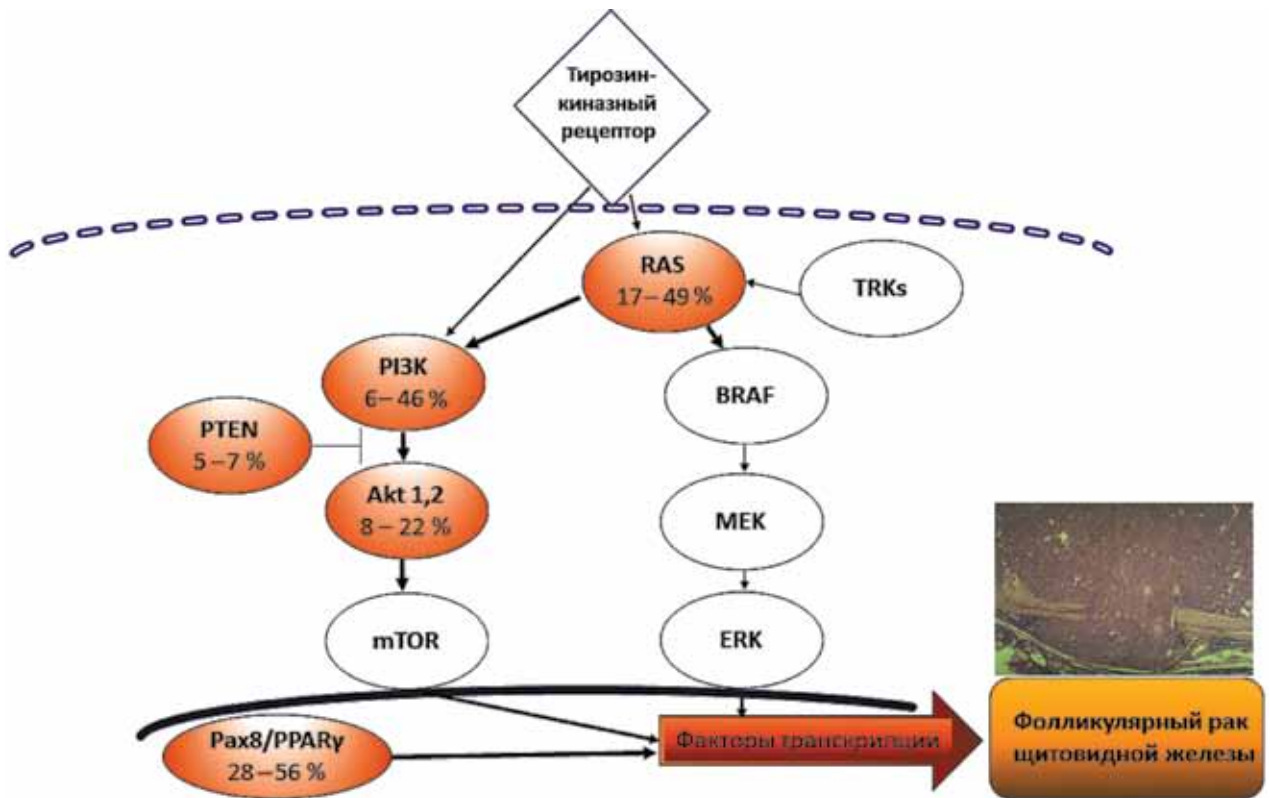 Тирозин-
киназный
рецептор
RAS
17–49 %
TRKs
PI3K
6–46 %
BRAF
PTEN
5–7 %
Akt 1,2
8–22 %
MEK
mTOR
ERK
Pax8/PPARγ
28–56 %
Факторы транскрипции
Фолликулярный рак
щитовидной железы